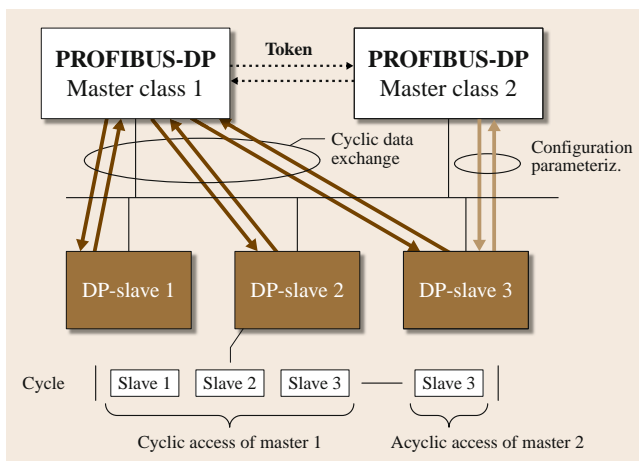 PROFIBUS-DP
Master class 1
Token
PROFIBUS-DP
Master class 2
Cyclic data
exchange
Configuration
parameteriz.
DP-slave 1
DP-slave 2
DP-slave 3
Cycle
Slave 1
Slave 2
Slave 3
Slave 3
Cyclic access of master 1
Acyclic access of master 2